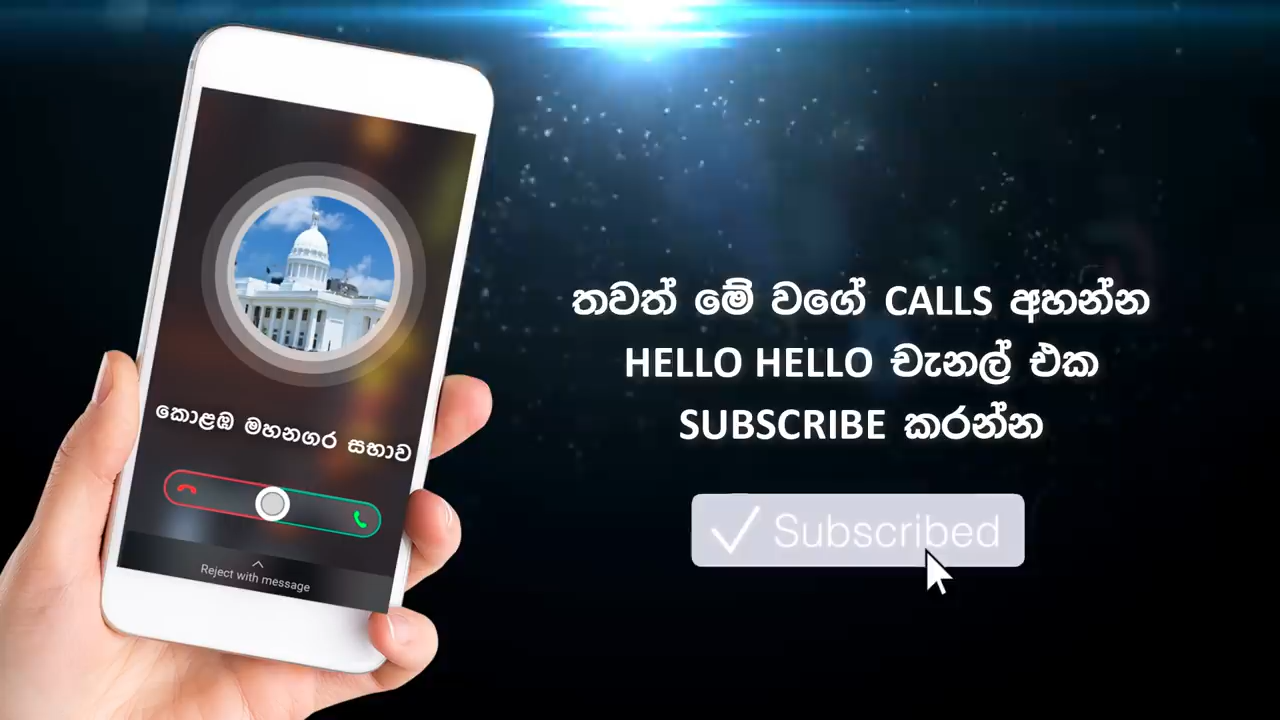 කොළඹ මහනගර සභාව
Reject with message
තවත් මේ වගේ CALLS අහන්න
HELLO HELLO චැනල් එක
SUBSCRIBE කරන්න
Subscribed